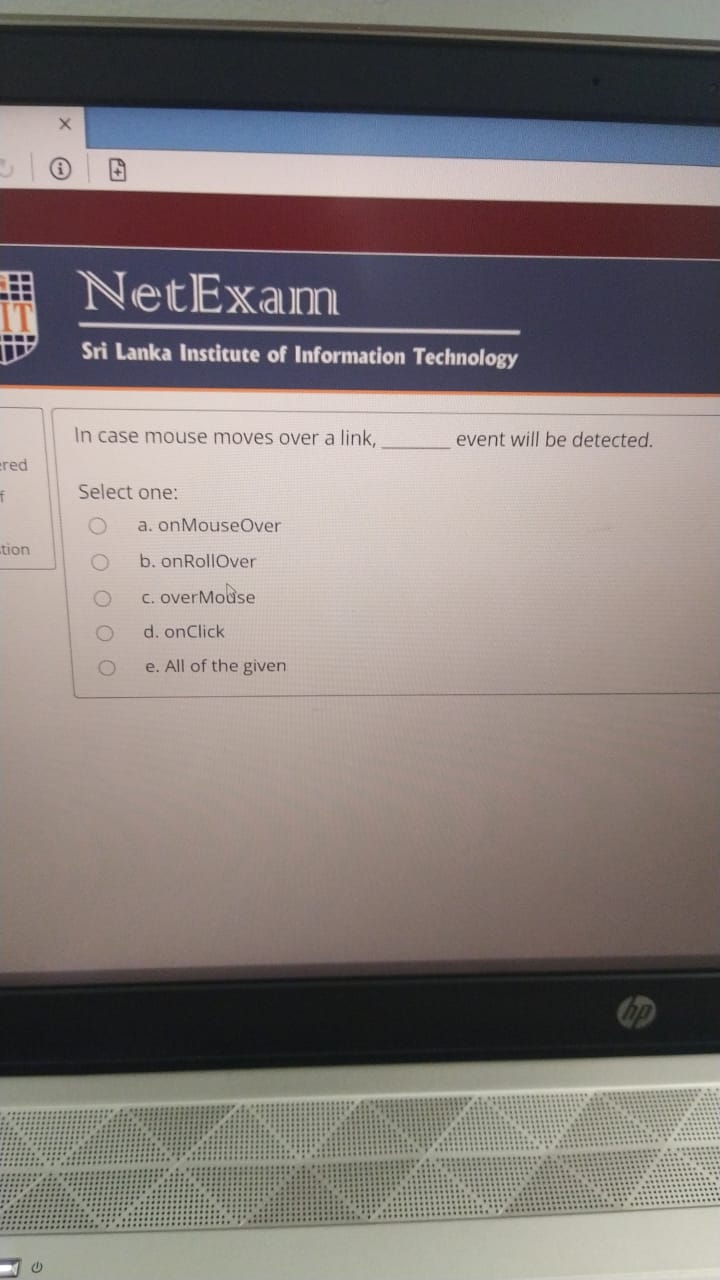 NetExam
IT
Sri Lanka Institute of Information Technology
ered
f
tion
In case mouse moves over a link, _______ event will be detected.
Select one:
a. onMouseOver
b. onRollOver
c. overMouse
d. onClick
e. All of the given
hp